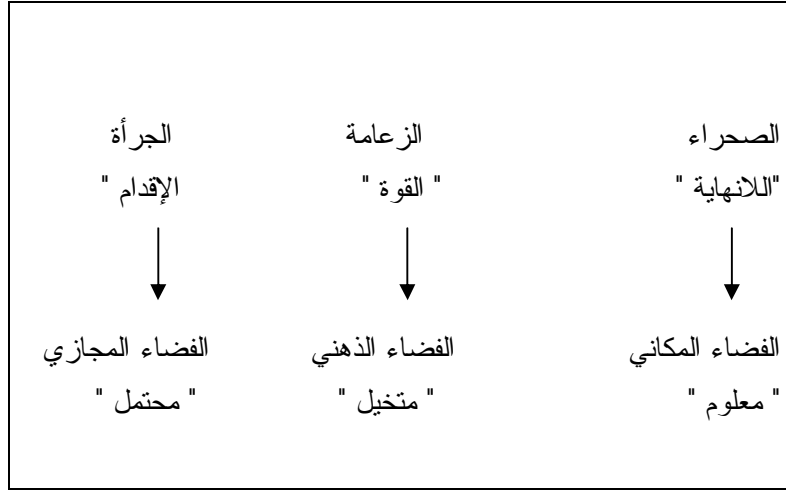 الصحراء الزعامة الجرأة
"اللانهاية " " القوة " الإقدام "
الفضاء المكاني الفضاء الذهني الفضاء المجازي
" معلوم " " متخيل " " محتمل "